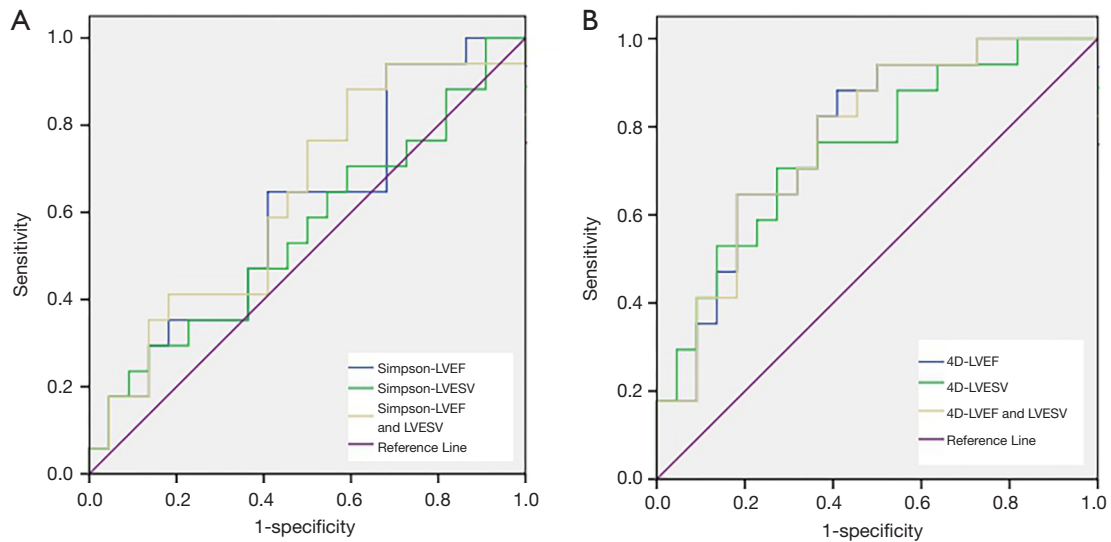 A
1.0
0.8
0.6
0.4
0.2
0.0
Sensitivity
0.0 0.2 0.4 0.6 0.8 1.0
1-specificity
Simpson-LVEF
Simpson-LVESV
Simpson-LVEF
and LVESV
Reference Line
B
1.0
0.8
0.6
0.4
0.2
0.0
Sensitivity
0.0 0.2 0.4 0.6 0.8 1.0
1-specificity
4D-LVEF
4D-LVESV
4D-LVEF and LVESV
Reference Line